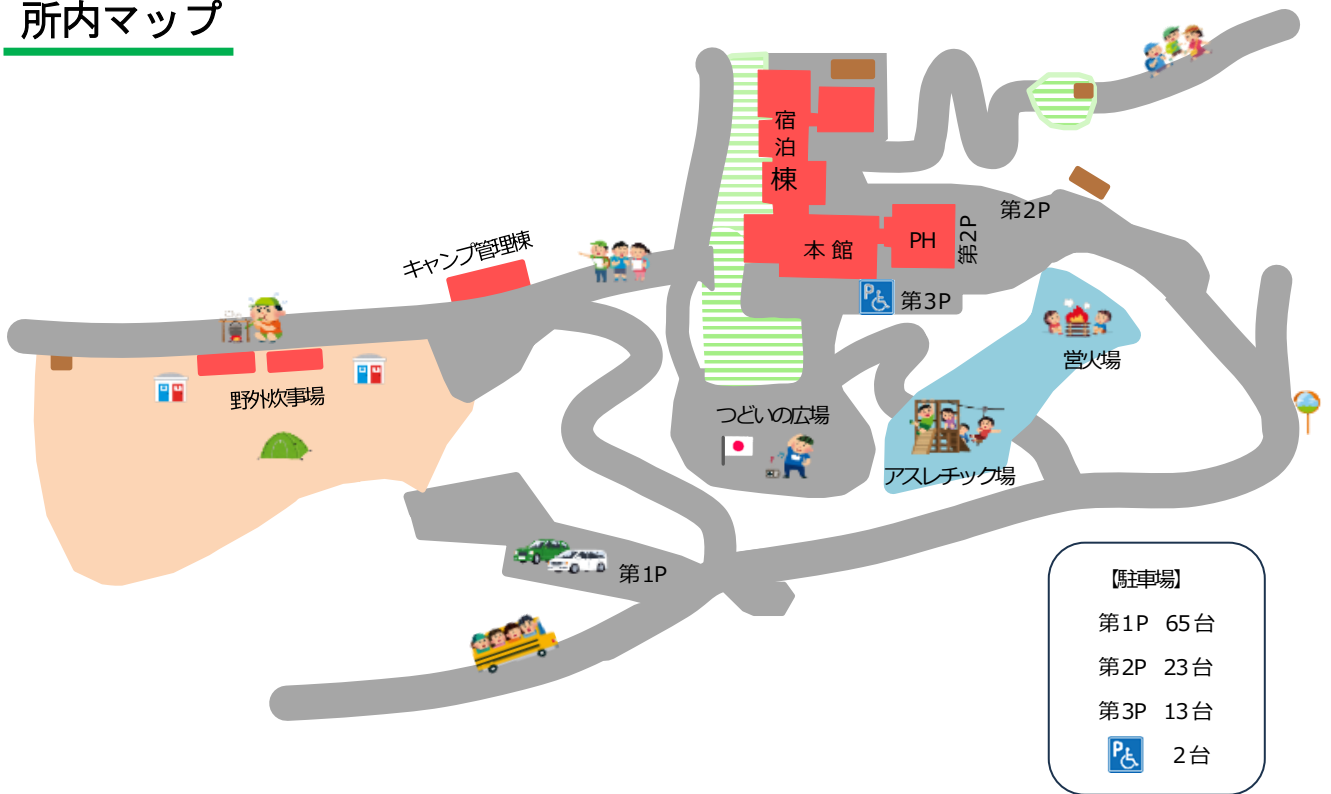 所内マップ
宿
泊
棟
第2P
第2P
本館
PH
キャンプ管理棟
第3P
営火場
野外炊事場
つどいの広場
アスレチック場
第1P
【駐車場】
第1P 65台
第2P 23台
第3P 13台
P 2台